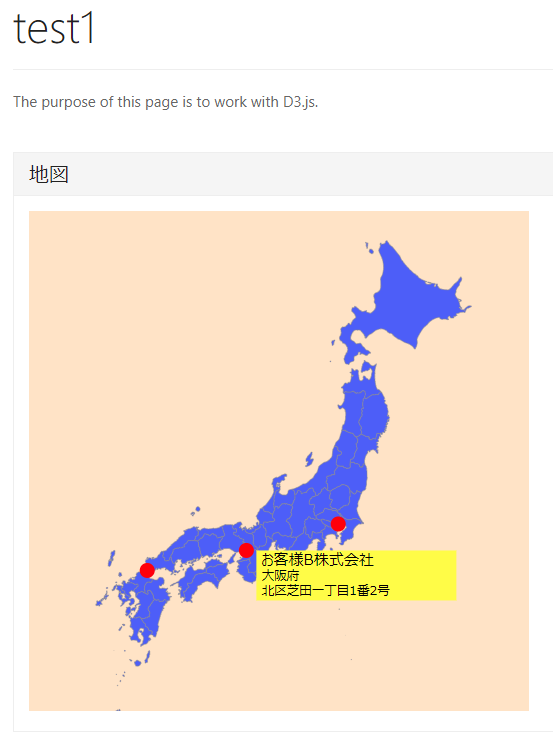 test1
The purpose of this page is to work with D3.js.
地図
お客様B株式会社
大阪府
北区芝田一丁目1番2号